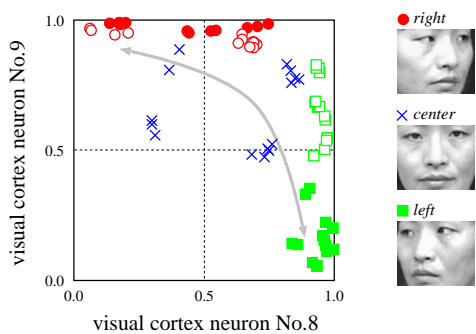 1.0
0.5
0.0
0.0
0.5
1.0
visual cortex neuron No.9
visual cortex neuron No.8
right
center
left